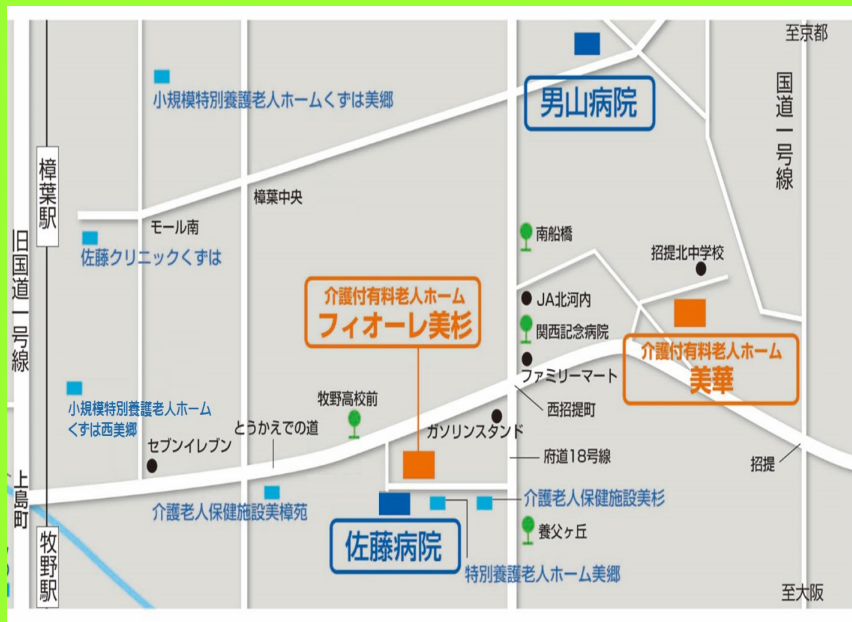 至京都
男山病院
小規模特別養護老人ホームくずは美郷
国道一号線
樟葉駅
樟葉中央
モール南
南船橋
旧国道一号線
佐藤クリニックくずは
招提北中学校
介護付有料老人ホーム
フィオーレ美杉
JA北河内
関西記念病院
介護付有料老人ホーム
美華
ファミリーマート
小規模特別養護老人ホーム
くずは西美郷
牧野高校前
西招提町
とうかえでの道
ガソリンスタンド
セブンイレブン
府道18号線
招提
上島町
介護老人保健施設美樟苑
介護老人保健施設美杉
佐藤病院
養父ヶ丘
牧野駅
特別養護老人ホーム美郷
至大阪